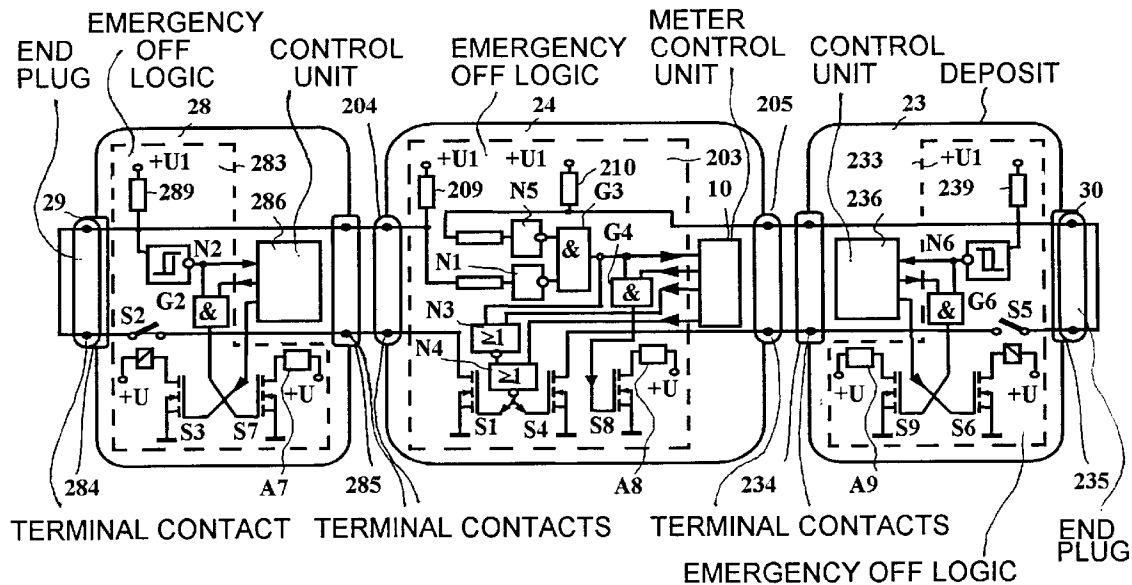 EMERGENCY OFF LOGIC
END PLUG
CONTROL UNIT
204
EMERGENCY OFF LOGIC
METER CONTROL UNIT
205
CONTROL UNIT
DEPOSIT
28
24
23
+U1
283
289
286
29
N2
G2
&
S2
+U
S3
S7
+U
+U1
+U1
203
209
210
G3
N5
10
G4
N1
&
&
N3
≥1
N4
≥1
S1
S4
S8
+U
233
+U1
236
239
30
N6
G6
&
S5
+U
+U
S9
S6
284
A7
285
A8
234
A9
235
TERMINAL CONTACT
TERMINAL CONTACTS
TERMINAL CONTACTS
END PLUG
EMERGENCY OFF LOGIC